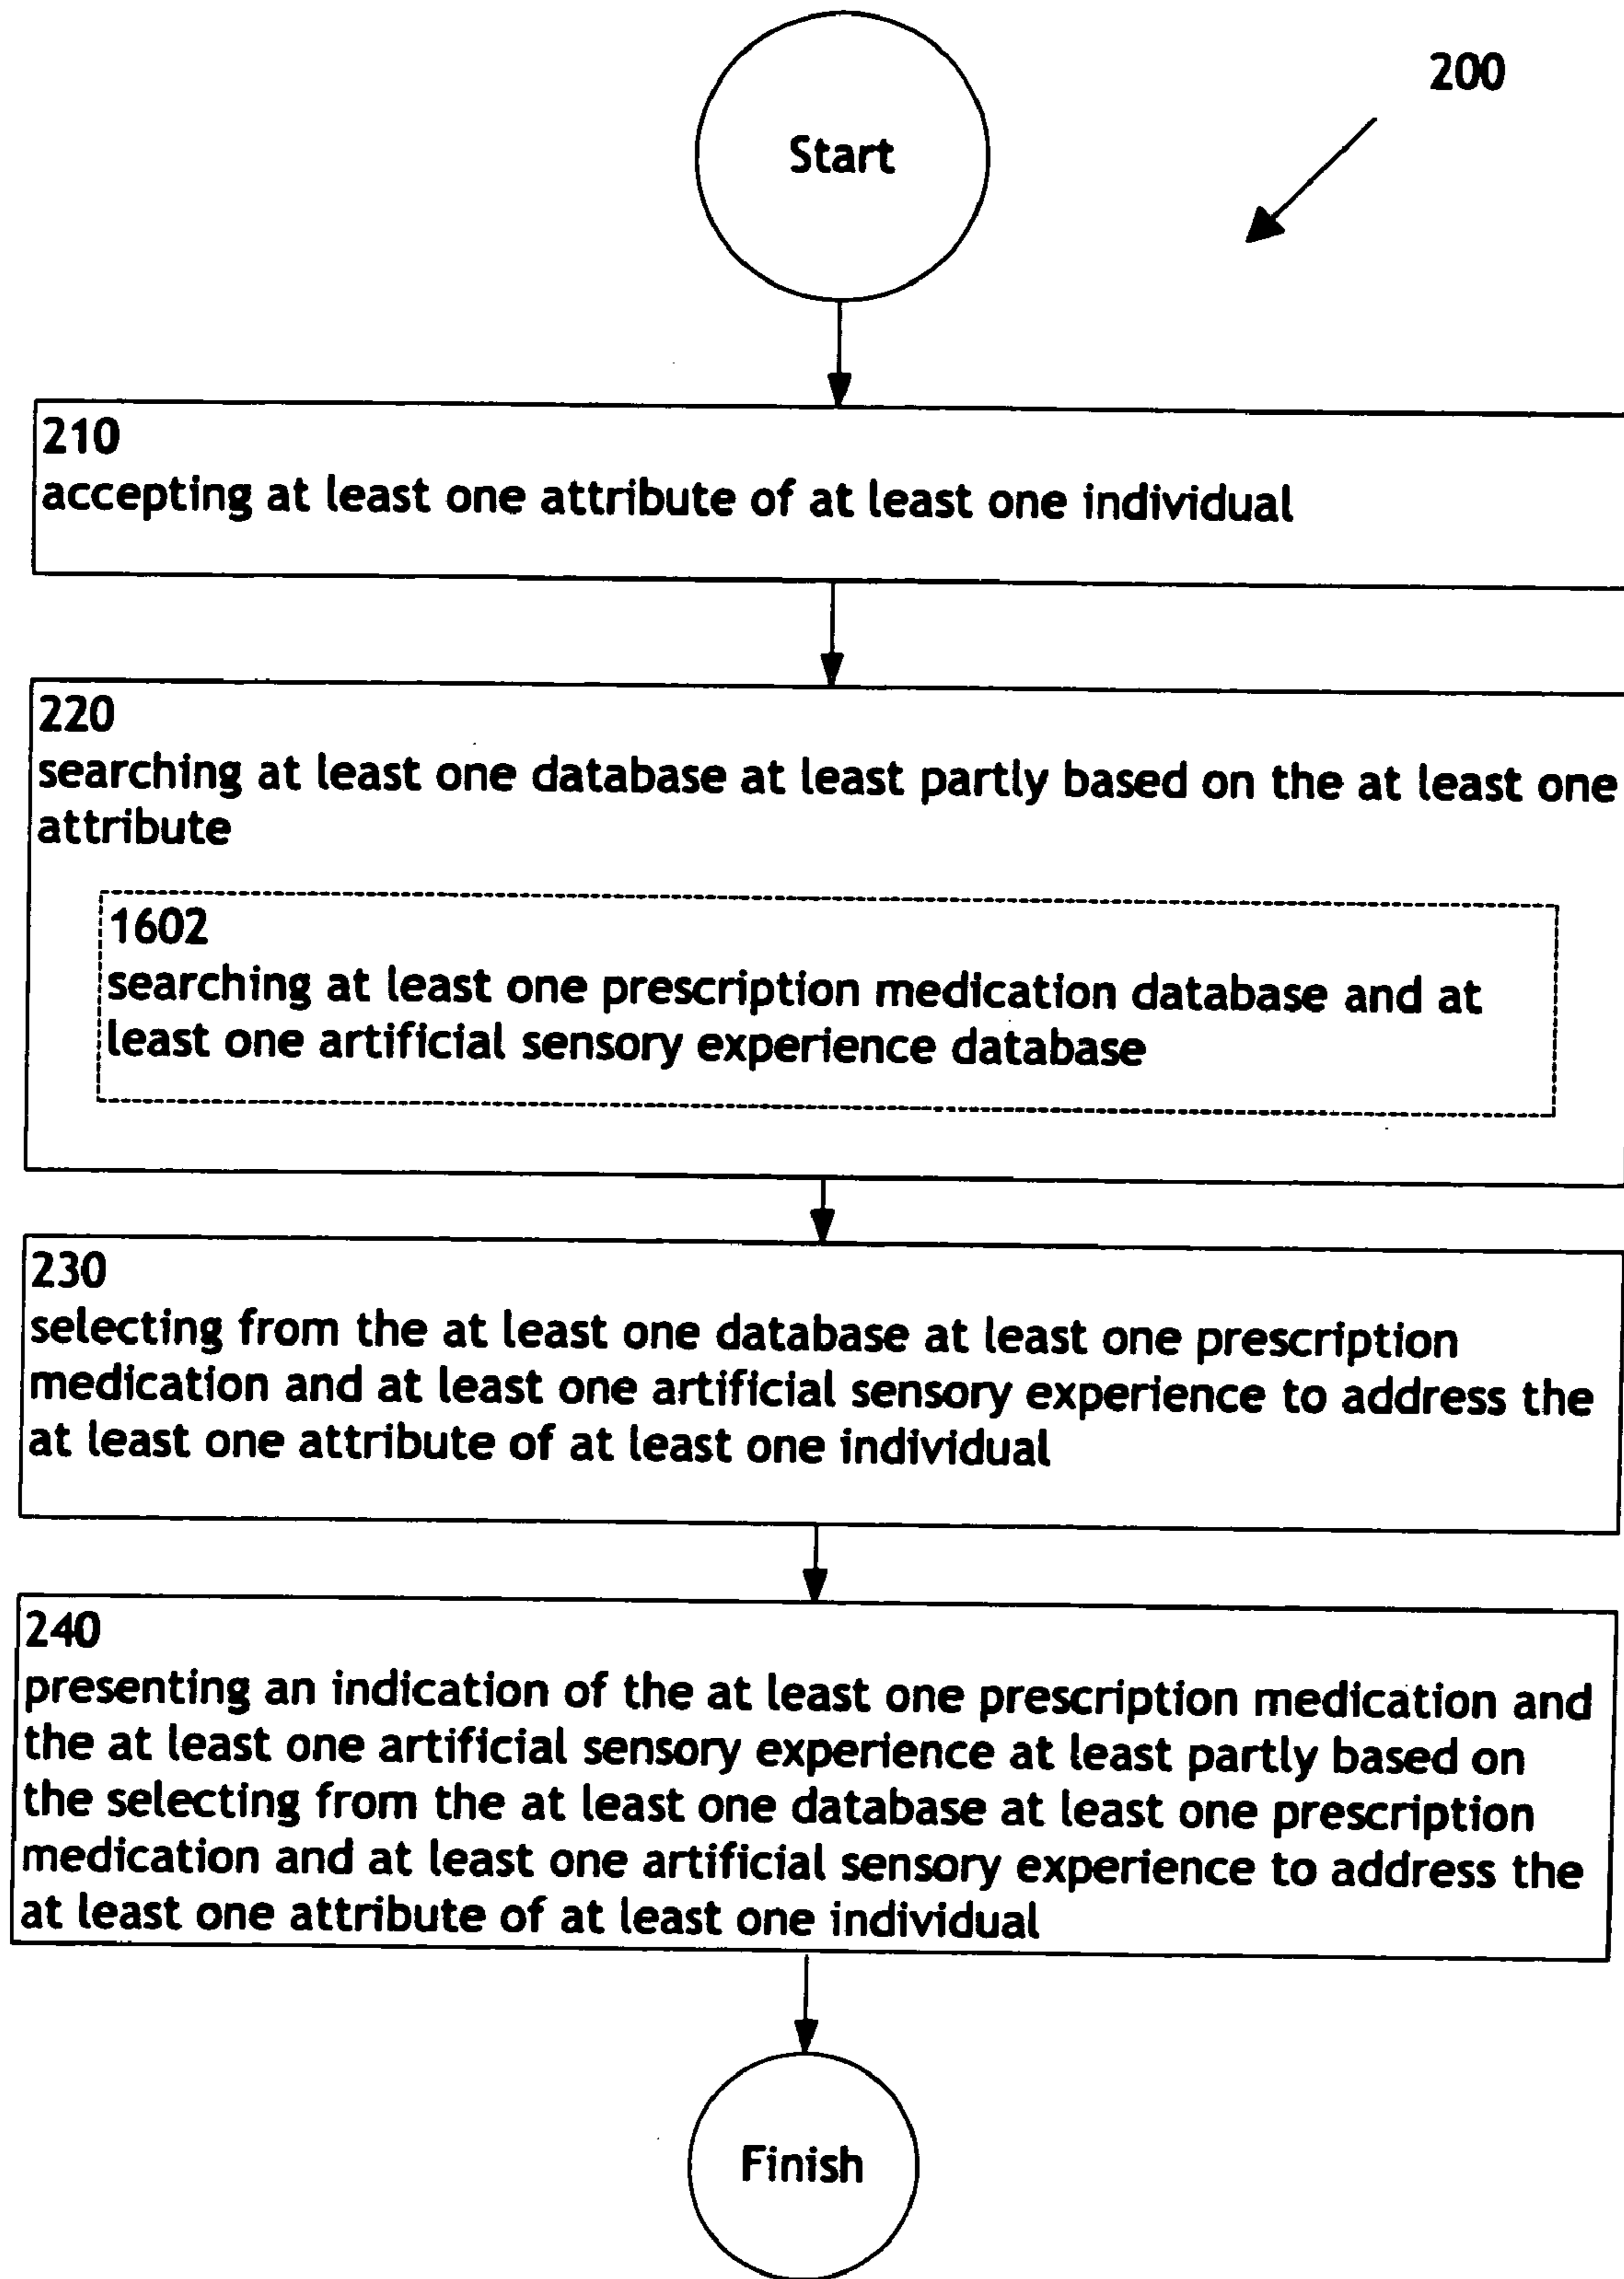 200
Start
210
accepting at least one attribute of at least one individual
220
searching at least one database at least partly based on the at least one
attribute
1602
searching at least one prescription medication database and at
least one artificial sensory experience database
230
selecting from the at least one database at least one prescription
medication and at least one artificial sensory experience to address the
at least one attribute of at least one individual
240
presenting an indication of the at least one prescription medication and
the at least one artificial sensory experience at least partly based on
the selecting from the at least one database at least one prescription
medication and at least one artificial sensory experience to address the
at least one attribute of at least one individual
Finish